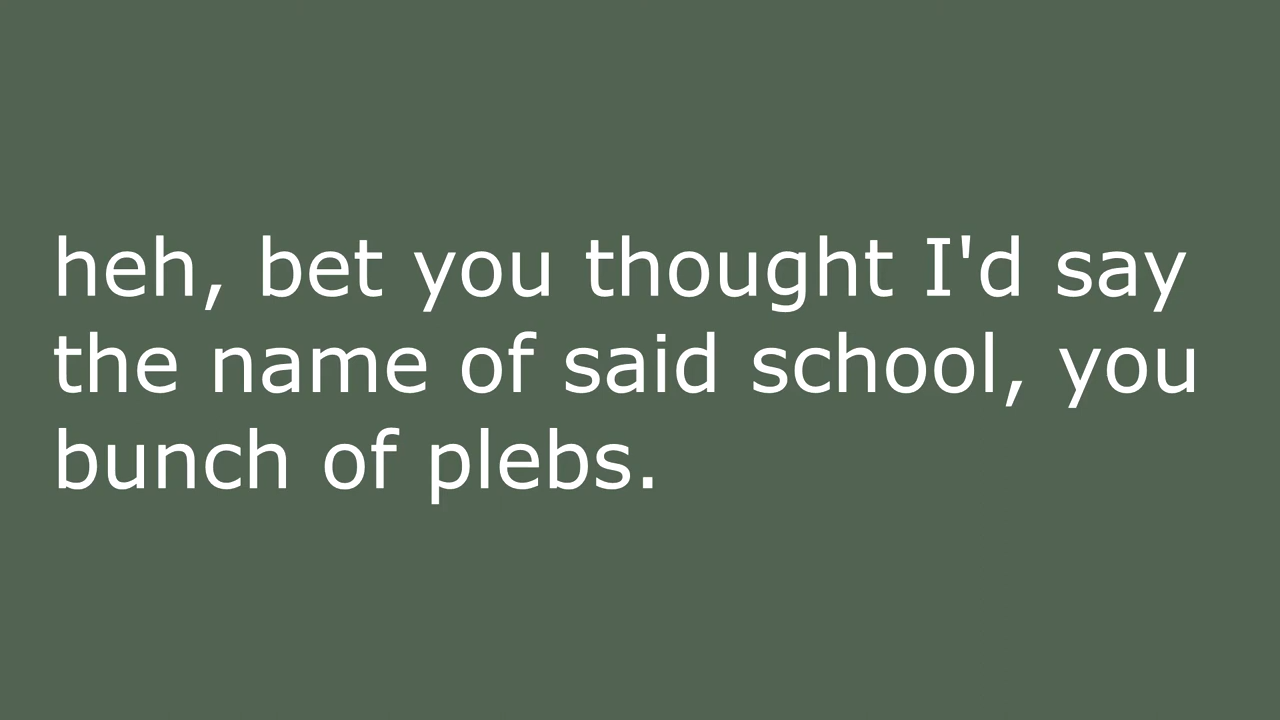 heh, bet you thought I'd say
the name of said school, you
bunch of plebs.